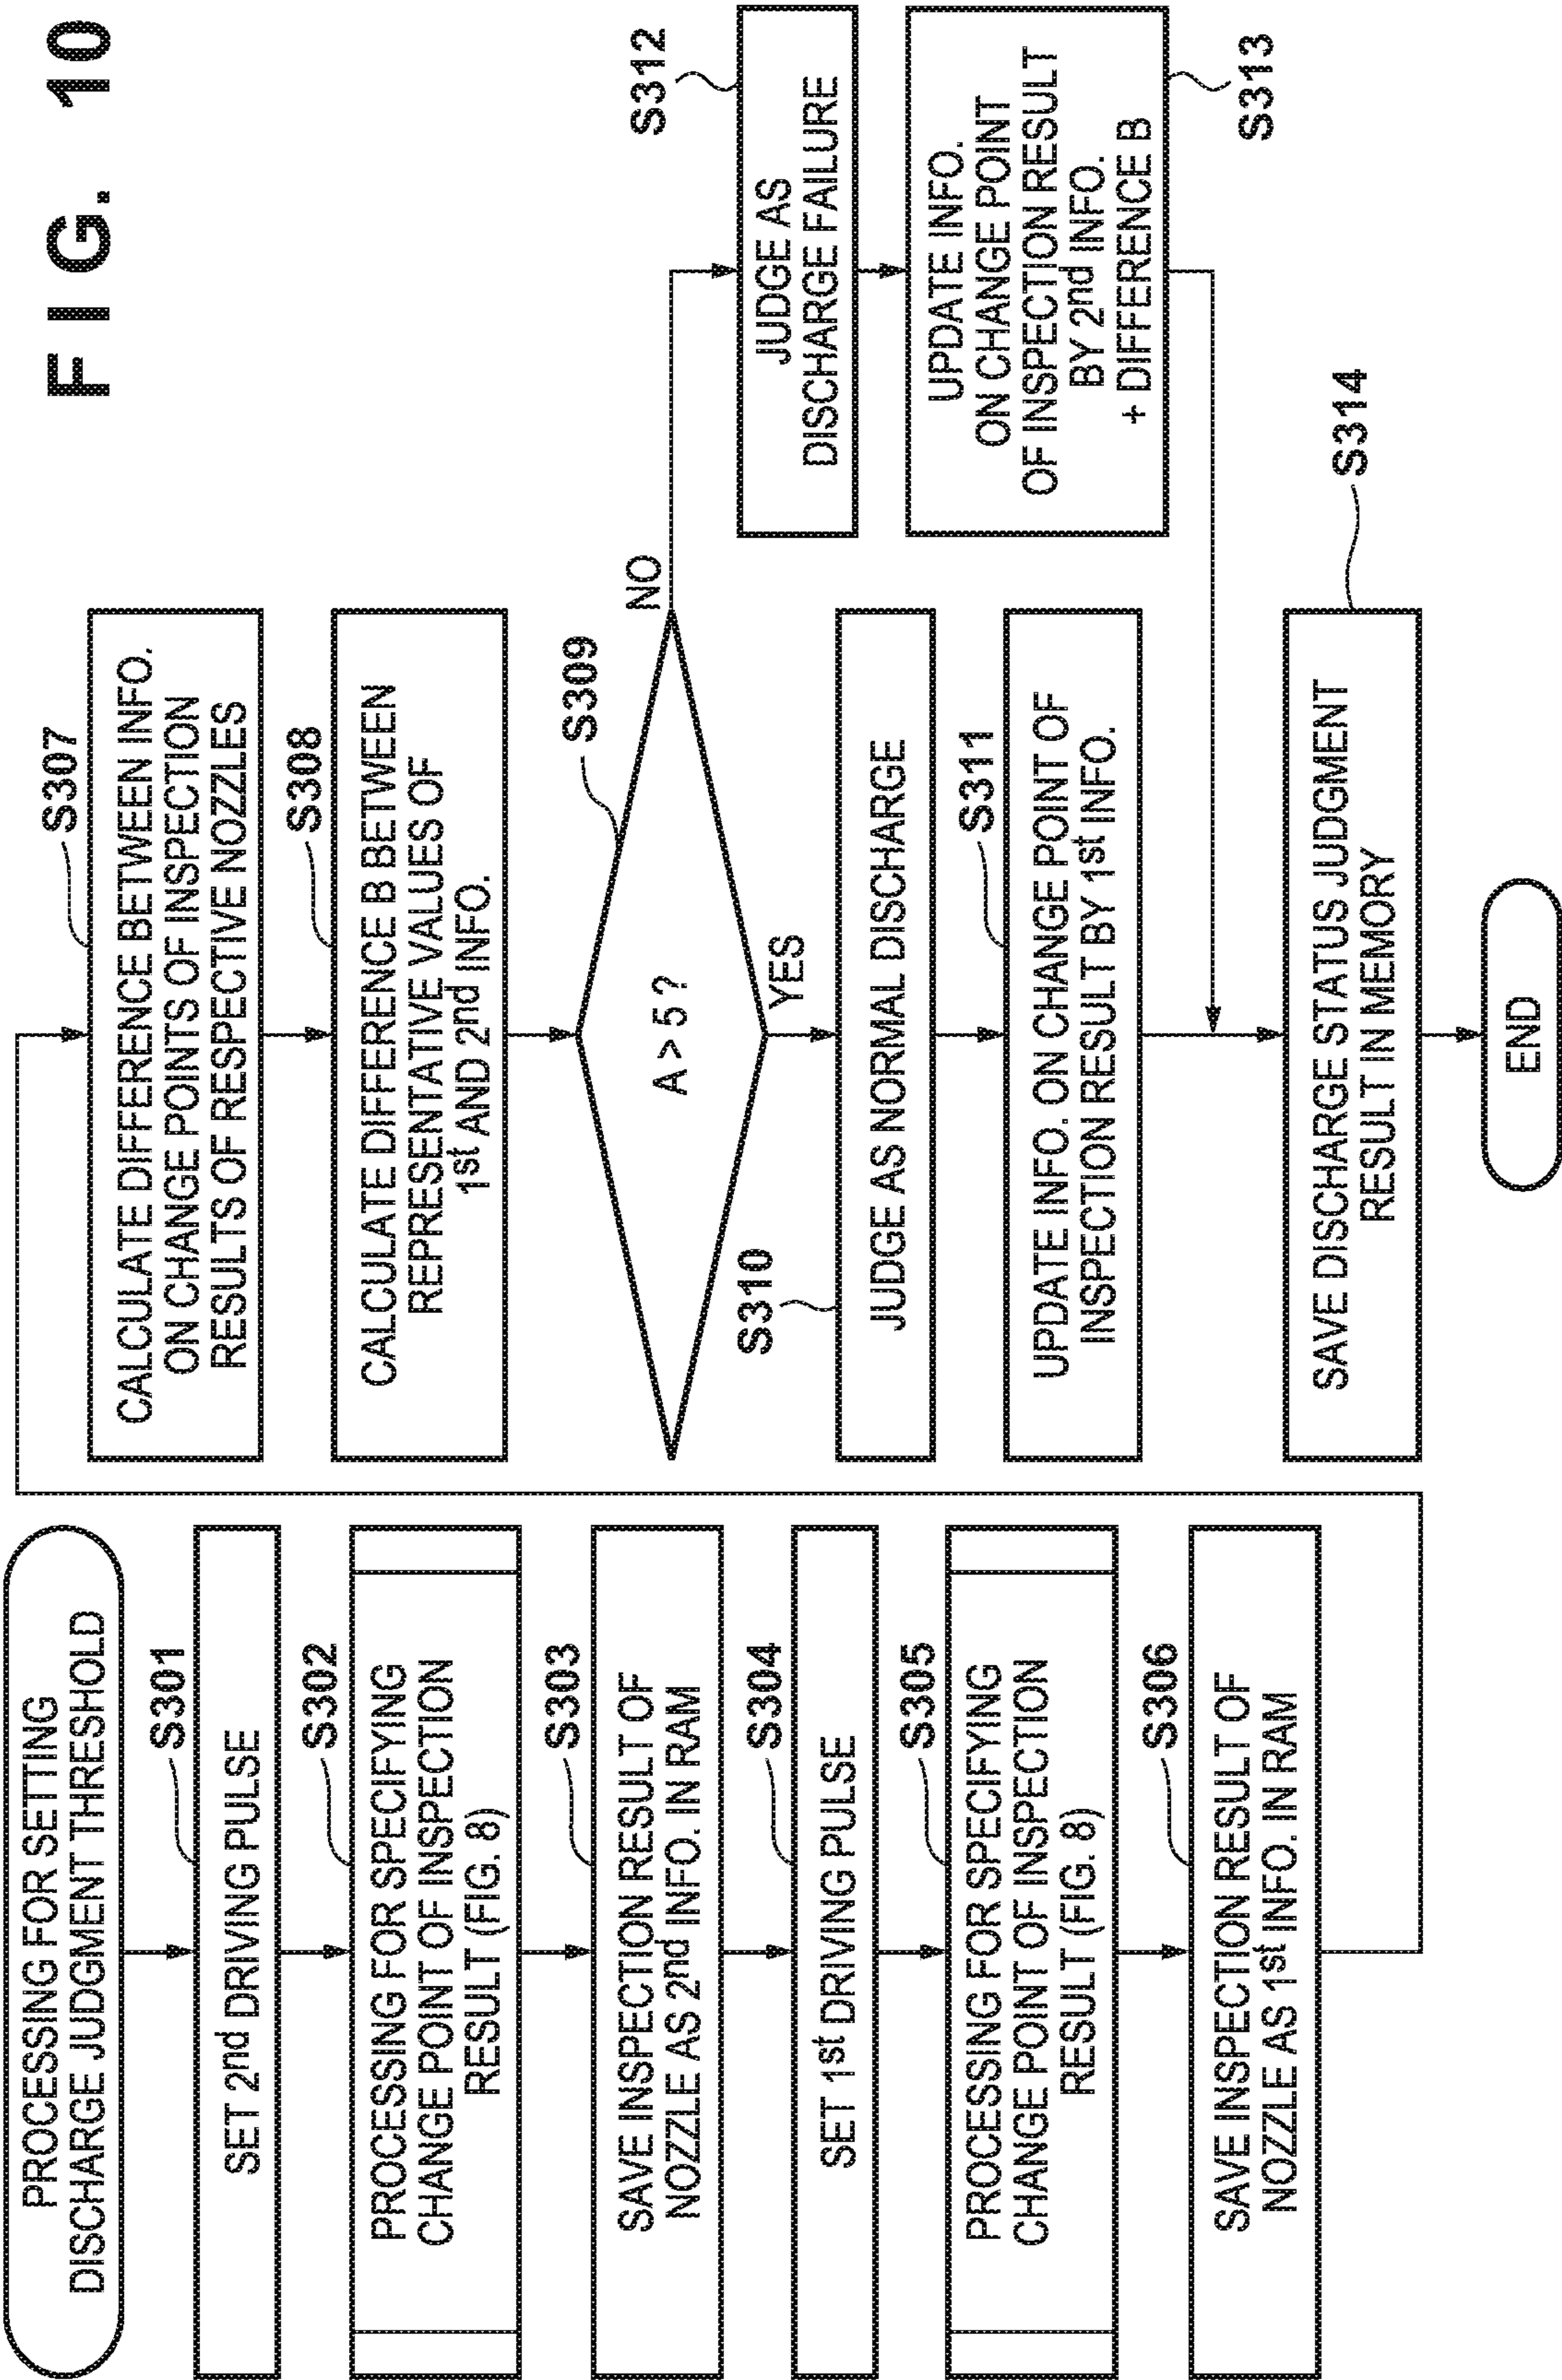 FIG. 10
PROCESSING FOR SETTING
DISCHARGE JUDGMENT THRESHOLD
S301
SET 2nd DRIVING PULSE
S302
PROCESSING FOR SPECIFYING
CHANGE POINT OF INSPECTION
RESULT (FIG. 8)
S303
SAVE INSPECTION RESULT OF
NOZZLE AS 2nd INFO. IN RAM
S304
SET 1st DRIVING PULSE
S305
PROCESSING FOR SPECIFYING
CHANGE POINT OF INSPECTION
RESULT (FIG. 8)
S306
SAVE INSPECTION RESULT OF
NOZZLE AS 1st INFO. IN RAM
S307
CALCULATE DIFFERENCE BETWEEN INFO.
ON CHANGE POINTS OF INSPECTION
RESULTS OF RESPECTIVE NOZZLES
S308
CALCULATE DIFFERENCE B BETWEEN
REPRESENTATIVE VALUES OF
1st AND 2nd INFO.
S309
A > 5 ?
NO
YES
S310
JUDGE AS NORMAL DISCHARGE
S311
UPDATE INFO. ON CHANGE POINT OF
INSPECTION RESULT BY 1st INFO.
S312
JUDGE AS
DISCHARGE FAILURE
UPDATE INFO.
ON CHANGE POINT
OF INSPECTION RESULT
BY 2nd INFO.
+ DIFFERENCE B
S313
S314
SAVE DISCHARGE STATUS JUDGMENT
RESULT IN MEMORY
END